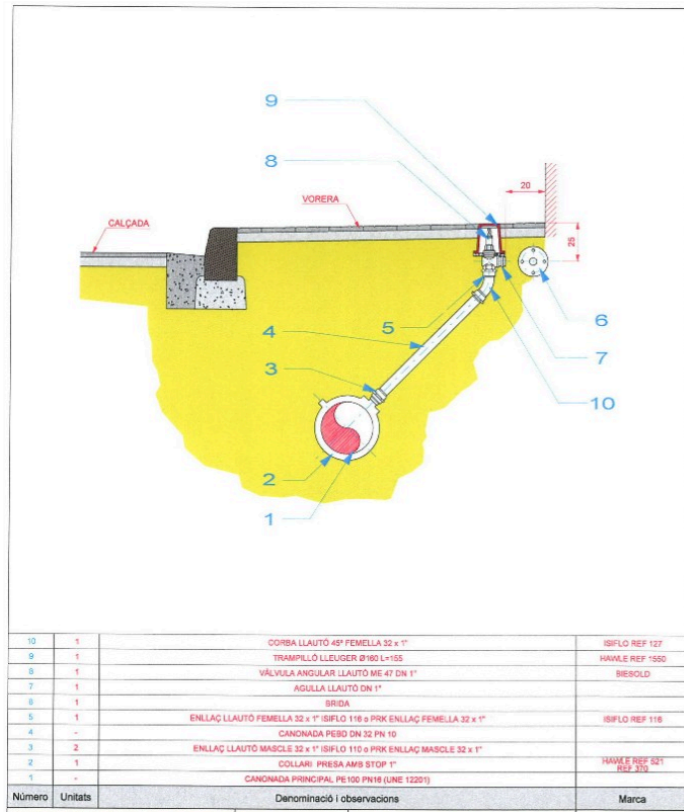 9
8
20
VORERA
CALÇADA
25
5
6
4
7
3
10
2
1
10 1 CORBA LLAUTÓ 45º FEMELLA 32 x 1" ISIFLO REF 127
9 1 TRAMPILLÓ LLEUGER Ø160 L=155 HAWLE REF 1550
8 1 VÀLVULA ANGULAR LLAUTÓ ME 47 DN 1" BIESOLD
7 1 AGULLA LLAUTÓ DN 1"
6 1 BRIDA
5 1 ENLLAÇ LLAUTÓ FEMELLA 32 x 1" ISIFLO 116 o PRK ENLLAÇ FEMELLA 32 x 1" ISIFLO REF 116
4 - CANONADA PEBD DN 32 PN 10
3 2 ENLLAÇ LLAUTÓ MASCLE 32 x 1" ISIFLO 110 o PRK ENLLAÇ MASCLE 32 x 1"
2 1 COLLARI PRESA AMB STOP 1" HAWLE REF 521
REF 370
1 - CANONADA PRINCIPAL PE100 PN16 (UNE 12201)
Número Unitats Denominació i observacions Marca